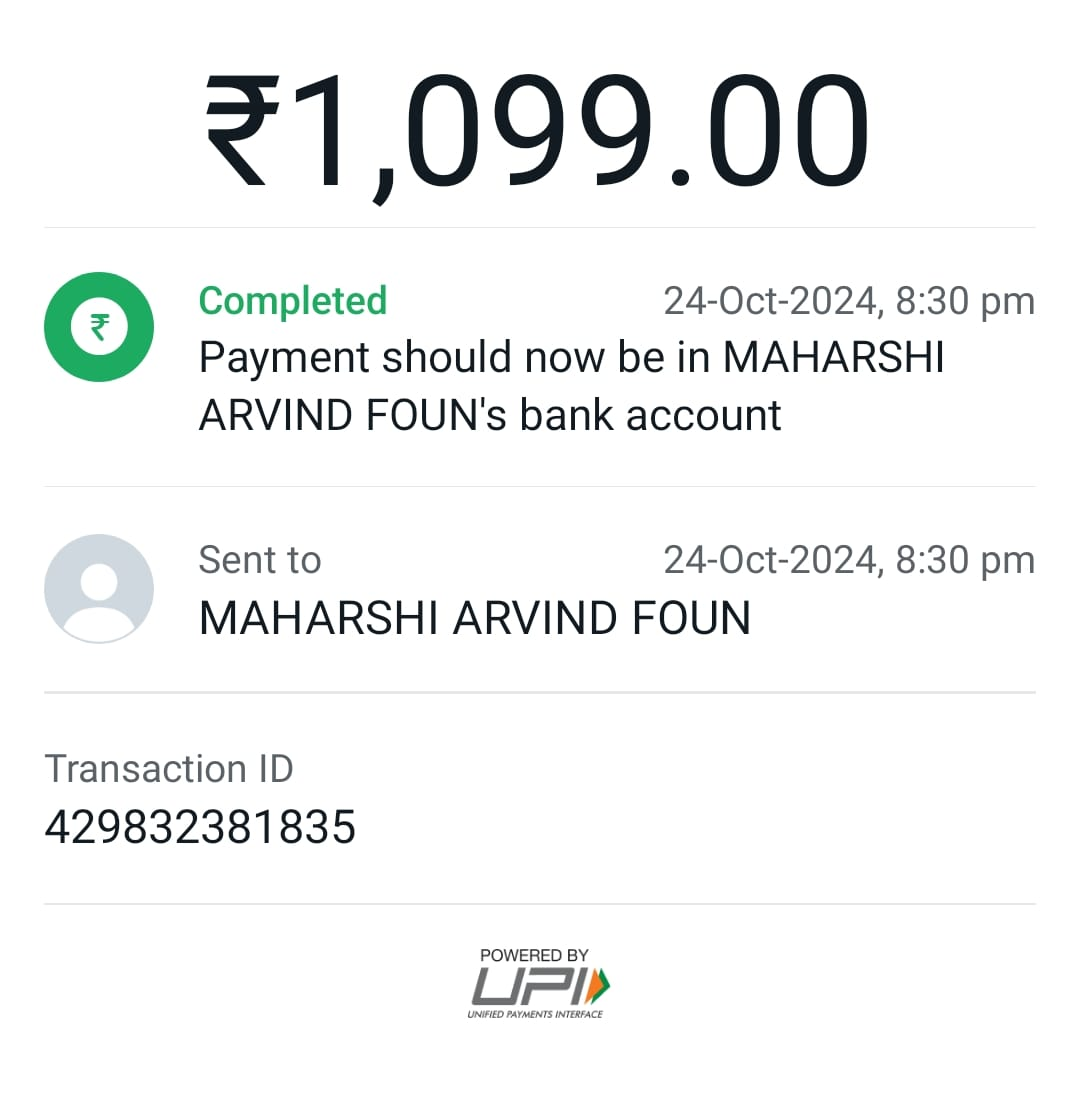 ₹1,099.00
Completed 24-Oct-2024, 8:30 pm
Payment should now be in MAHARSHI
ARVIND FOUN's bank account
Sent to 24-Oct-2024, 8:30 pm
MAHARSHI ARVIND FOUN
Transaction ID
429832381835
POWERED BY
UPI
UNIFIED PAYMENTS INTERFACE